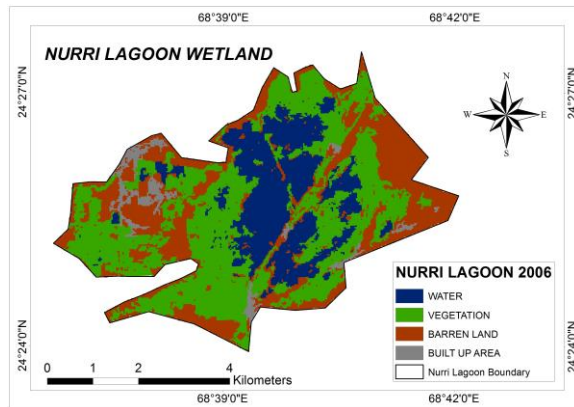 68°39'0"E 68°42'0"E
NURRI LAGOON WETLAND
24°27'0"N 24°27'0"N
N
W E
S
NURRI LAGOON 2006
WATER
VEGETATION
BARREN LAND
BUILT UP AREA
Nurri Lagoon Boundary
24°24'0"N 24°24'0"N
0 1 2 4
Kilometers
68°39'0"E 68°42'0"E